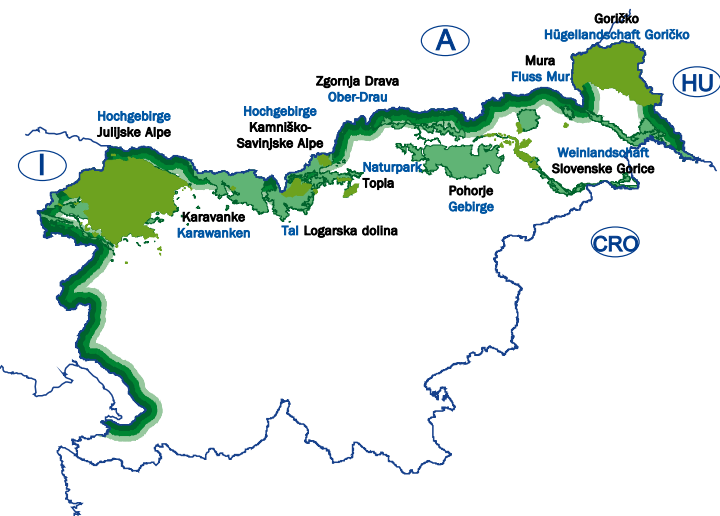 Goričko
Hügellandschaft Goričko
A
Mura
Fluss Mur
HU
Zgornja Drava
Ober-Drau
Hochgebirge
Julijske Alpe
Hochgebirge
Kamniško-
Savinjske Alpe
I
Naturpark
Topla
Weinlandschaft
Slovenske Gorice
Pohorje
Gebirge
Karavanke
Karawanken
Tal Logarska dolina
CRO